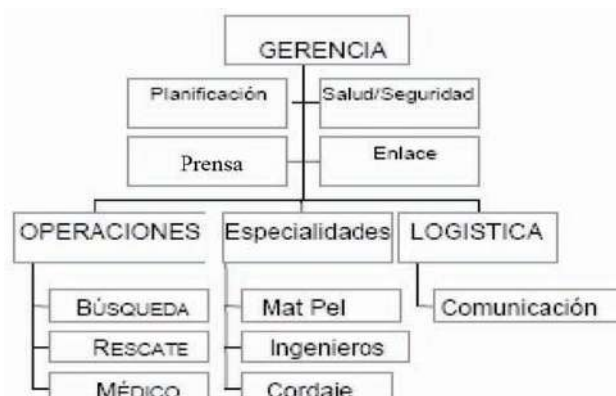 GERENCIA
Planificación
Salud/Seguridad
Prensa
Enlace
OPERACIONES
Especialidades
LOGISTICA
BÚSQUEDA
Mat Pel
Comunicación
RESCATE
Ingenieros
MÉDICO
Cordaje